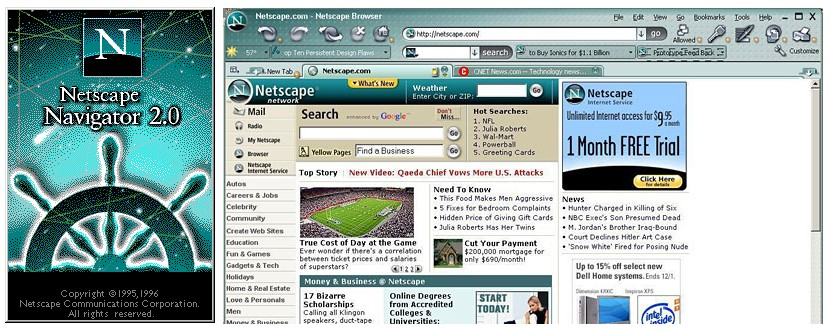 N
Netscape
Navigator 2.0
Copyright ©1995,1996
Netscape Communications Corporation.
All rights reserved.
Netscape.com - Netscape Browser
File Edit View Go Bookmarks Tools Help
http://netscape.com/
go
Allowed
57°
op Ten Persistent Design Flaws
search
to Buy Ionics for $1.1 Billion
Prototype Feed Back
Customize
New Tab
Netscape.com
CNET News.com -- Technology news...
N
Netscape®
network
What's New
Weather
Enter City or ZIP:
Go
Mail
Radio
My Netscape
Browser
Netscape
Internet Service
Search
enhanced by Google
Don't
Miss...
Go
Yellow Pages
Find a Business
Go
Hot Searches:
1. NFL
2. Julia Roberts
3. Wal-Mart
4. Powerball
5. Greeting Cards
Top Story
New Video: Qaeda Chief Vows More U.S. Attacks
Autos
Careers & Jobs
Celebrity
Community
Create Web Sites
Education
Fun & Games
Gadgets & Tech
Holidays
Home & Real Estate
Love & Personals
Men
Money & Business
True Cost of Day at the Game
Ever wonder if there's a correlation
between ticket prices and salaries
of superstars?
1 2 3
Need To Know
• This Food Makes Men Aggressive
• 5 Fixes for Bedroom Complaints
• Hidden Price of Giving Gift Cards
• Julia Roberts Has Her Twins
Cut Your Payment
$200,000 mortgage for
only $690/month!
Money & Business @ Netscape
17 Bizarre
Scholarships
Calling all Klingon
speakers, duct-tape
Online Degrees
from Accredited
Colleges &
Universities:
START
TODAY!
N
Netscape
Internet Service
Unlimited Internet access for $9.95
a month
1 Month FREE Trial
Click Here
for details
News
• Hunter Charged in Killing of Six
• NBC Exec's Son Presumed Dead
• M. Jordan's Brother Iraq-Bound
• Court Declines Hitler Art Case
• 'Snow White' Fired for Posing Nude
Up to 15% off select new
Dell Home systems. Ends 12/1.
Dimension XXXC
Inspiron XPS
intel
inside